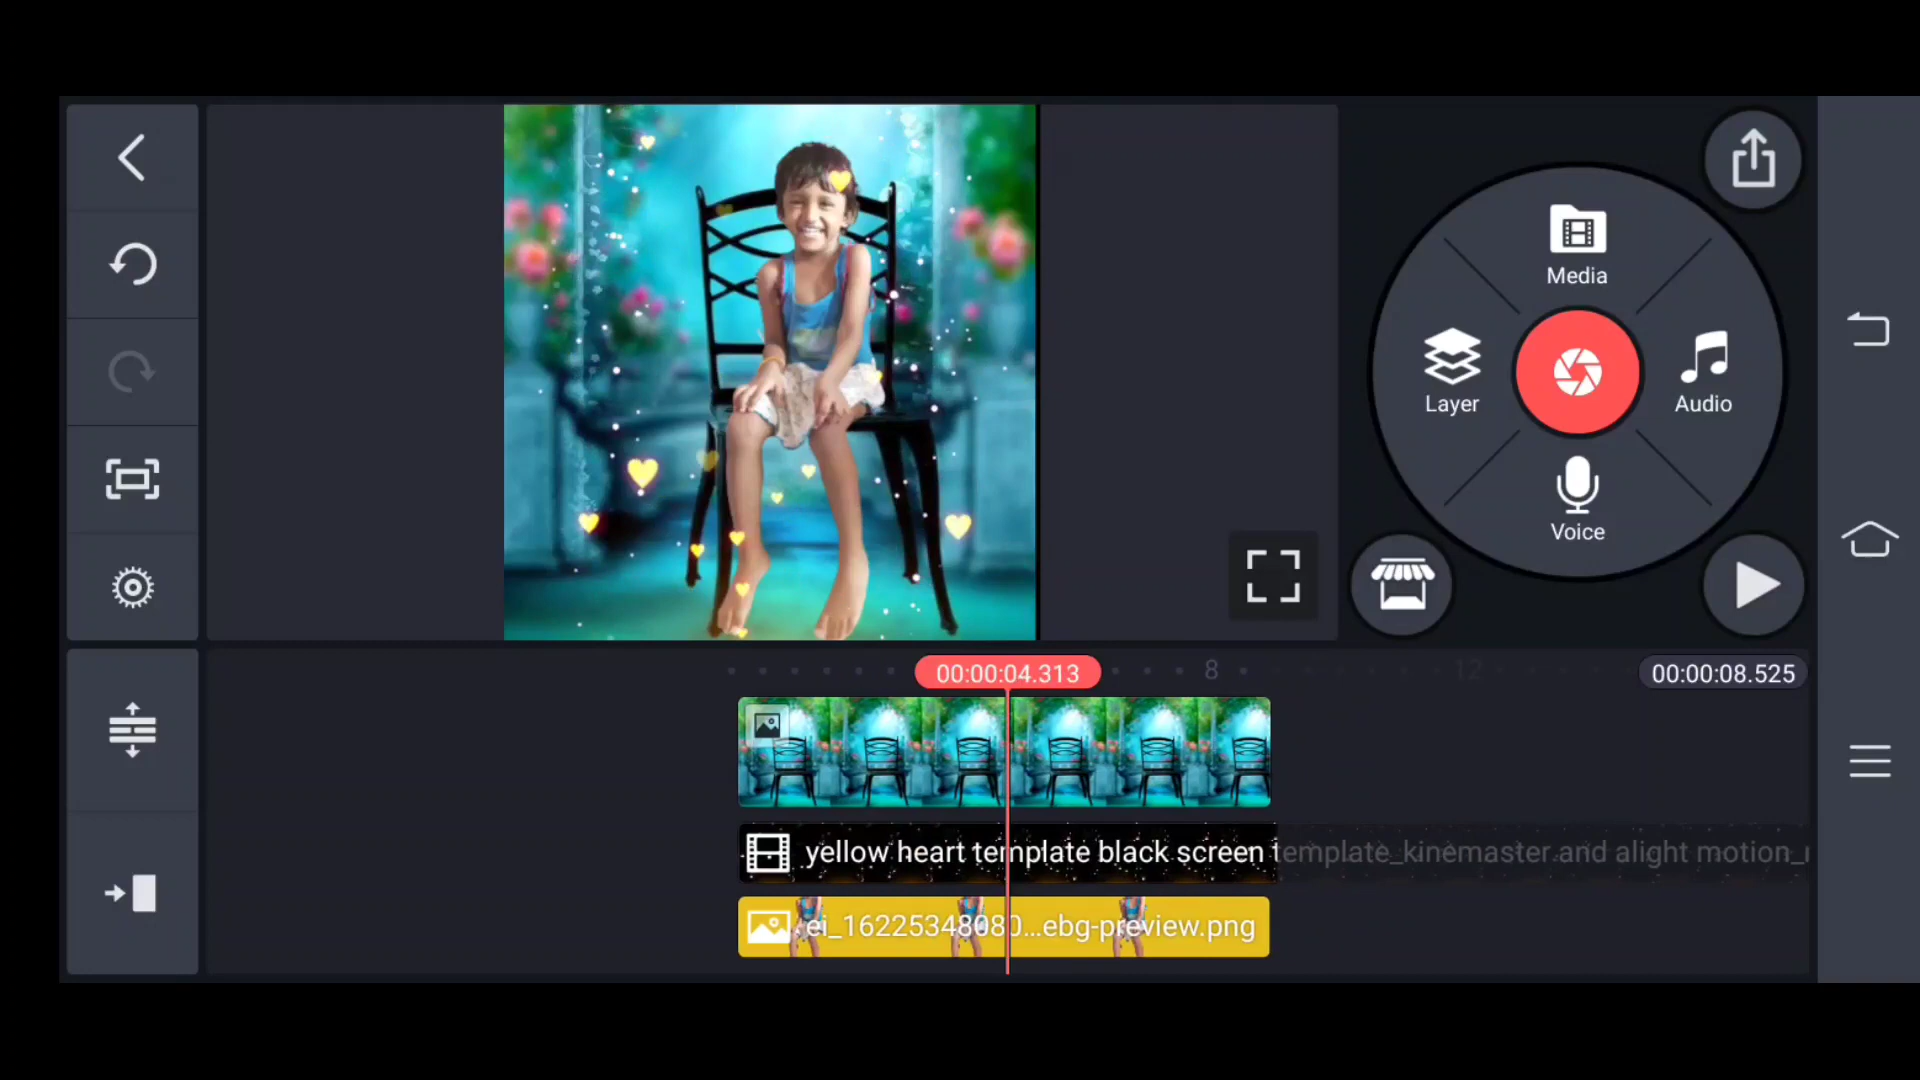 Media
Layer
Audio
Voice
00:00:04.313
8
12
00:00:08.525
yellow heart template black screen template_kinemaster and alight motion_
ei_16225348080...ebg-preview.png